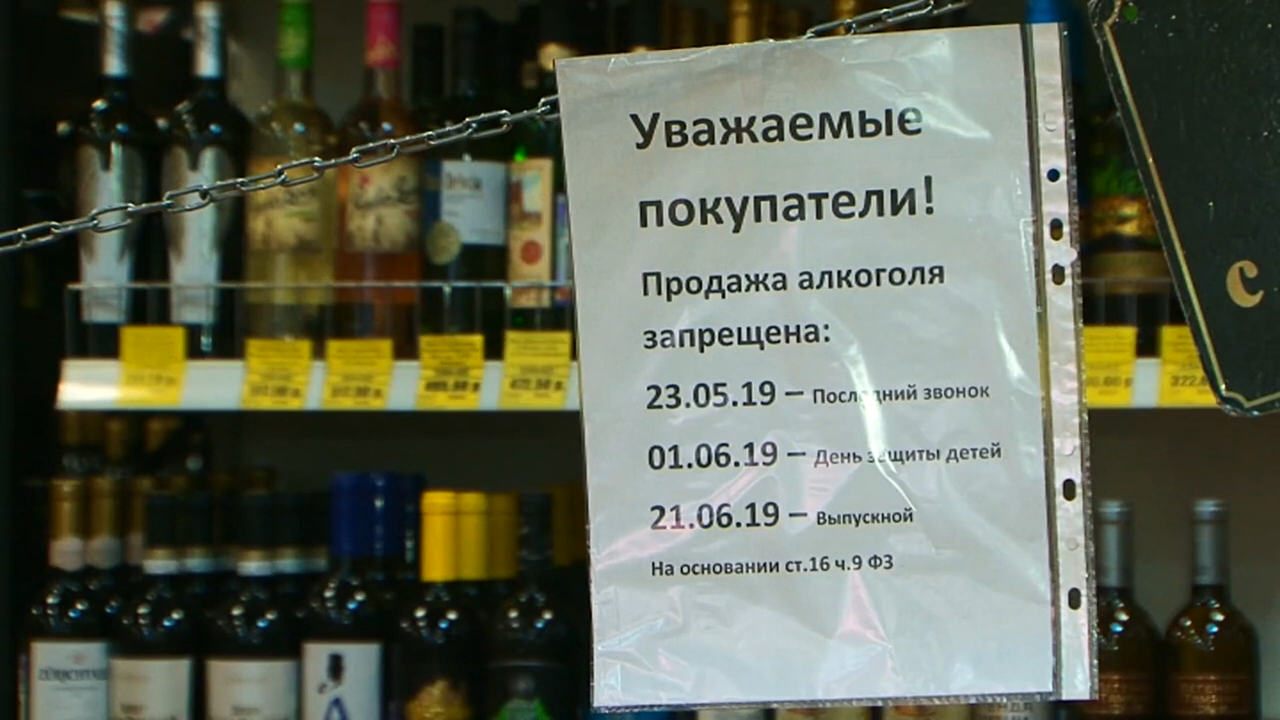 Уважаемые
покупатели!
Продажа алкоголя
запрещена:
23.05.19 – Последний звонок
01.06.19 – День защиты детей
21.06.19 – Выпускной
На основании ст.16 ч.9 ФЗ
с